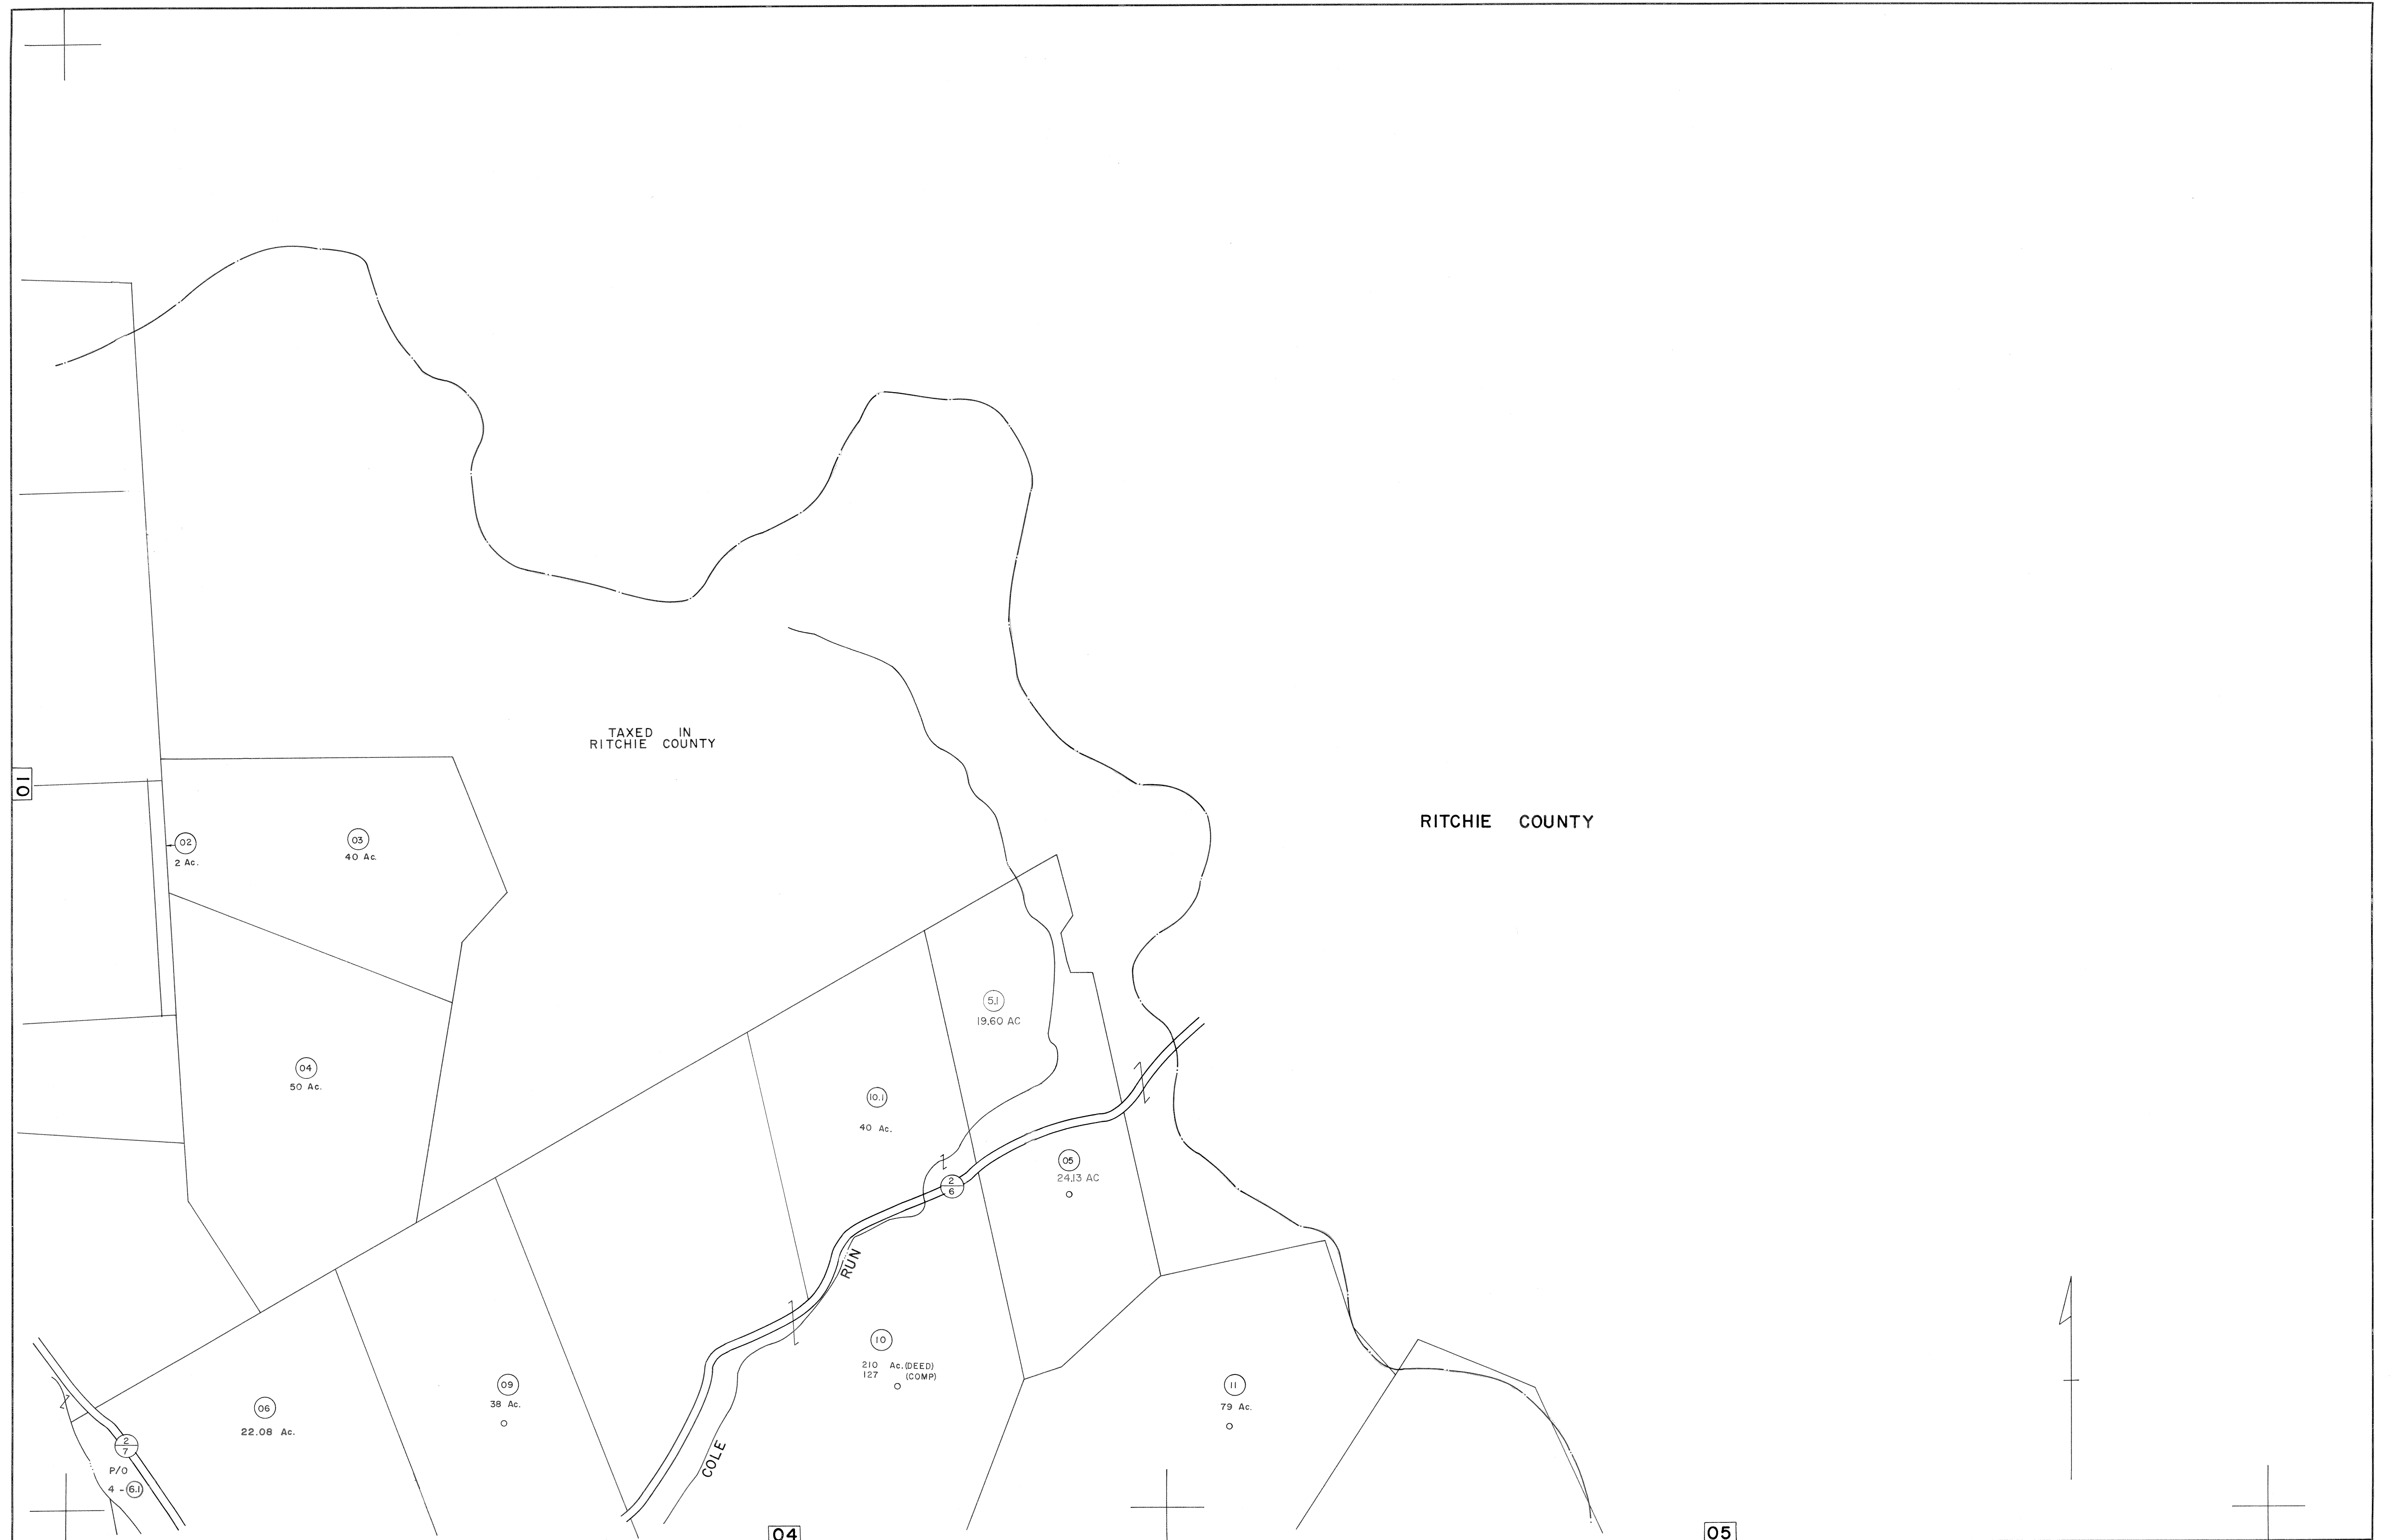 TAXED IN
RITCHIE COUNTY
RITCHIE COUNTY
01
02
2 Ac.
03
40 Ac.
04
50 Ac.
5.1
19.60 AC
10.1
40 Ac.
05
24.13 AC
2
6
RUN
COLE
10
210 Ac. (DEED)
127 (COMP)
11
79 Ac.
09
38 Ac.
06
22.08 Ac.
2
7
P/O
4 - 6.1
04
05